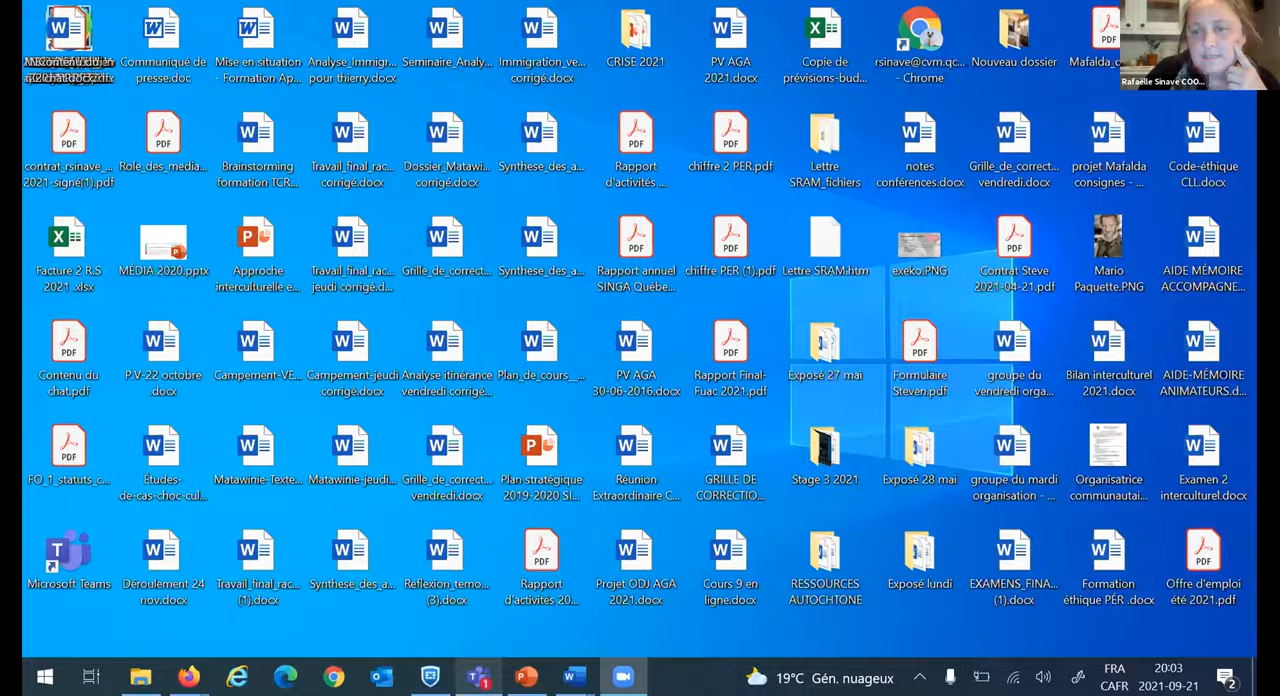 Communiqué de
presse.doc
Mise en situation
- Formation Ap...
Analyse_Immigr...
pour thierry.docx
Seminaire_Analy...
Immigration_ve...
corrigé.docx
CRISE 2021
PV AGA
2021.docx
Copie de
prévisions-bud...
rsinave@cvm.qc...
- Chrome
Nouveau dossier
Rafaëlle Sinave COO...
contrat_rsinave_...
2021-signé(1).pdf
Role_des_media...
Brainstorming
formation TCR...
Travail_final_rac...
corrigé.docx
Dossier_Matawi...
corrigé.docx
Synthese_des_a...
Rapport
d'activités ...
chiffre 2 PER.pdf
Lettre
SRAM_fichiers
notes
conférences.docx
Grille_de_correct...
vendredi.docx
projet Mafalda
consignes - ...
Code-éthique
CLL.docx
Facture 2 R.S
2021 .xlsx
MÉDIA 2020.pptx
Approche
interculturelle e...
Travail_final_rac...
jeudi corrigé.d...
Grille_de_correct...
Synthese_des_a...
Rapport annuel
SINGA Québe...
chiffre PER (1).pdf
Lettre SRAM.htm
exeko.PNG
Contrat Steve
2021-04-21.pdf
Mario
Paquette.PNG
AIDE MÉMOIRE
ACCOMPAGNE...
Contenu du
chat.pdf
P.V-22 octobre
.docx
Campement-VE...
Campement-jeudi
corrigé.docx
Analyse itinérance
vendredi corrigé...
Plan_de_cours__...
PV AGA
30-06-2016.docx
Rapport Final-
Fuac 2021.pdf
Exposé 27 mai
Formulaire
Steven.pdf
groupe du
vendredi orga...
Bilan interculturel
2021.docx
AIDE-MÉMOIRE
ANIMATEURS.d...
FO_1_statuts_c...
Études-
de-cas-choc-cul...
Matawinie-Texte...
Matawinie-jeudi...
Grille_de_correct...
vendredi.docx
Plan stratégique
2019-2020 SI...
Réunion
Extraordinaire C...
GRILLE DE
CORRECTIO...
Stage 3 2021
Exposé 28 mai
groupe du mardi
organisation - ...
Organisatrice
communautai...
Examen 2
interculturel.docx
Microsoft Teams
Déroulement 24
nov.docx
Travail_final_rac...
(1).docx
Synthese_des_a...
Reflexion_temo...
(3).docx
Rapport
d'activités 20...
Projet ODJ AGA
2021.docx
Cours 9 en
ligne.docx
RESSOURCES
AUTOCHTONE
Exposé lundi
EXAMENS_FINA...
(1).docx
Formation
éthique PÉR .docx
Offre d'emploi
été 2021.pdf
19°C Gén. nuageux
FRA
CAFR
20:03
2021-09-21
2